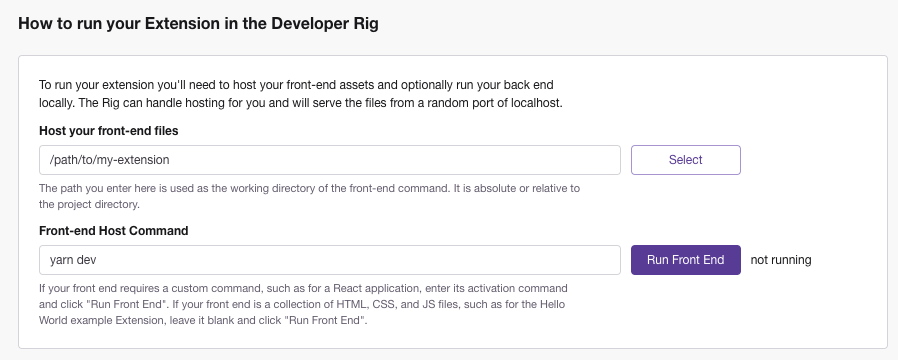 How to run your Extension in the Developer Rig
To run your extension you'll need to host your front-end assets and optionally run your back end
locally. The Rig can handle hosting for you and will serve the files from a random port of localhost.
Host your front-end files
/path/to/my-extension
Select
The path you enter here is used as the working directory of the front-end command. It is absolute or relative to
the project directory.
Front-end Host Command
yarn dev
Run Front End
not running
If your front end requires a custom command, such as for a React application, enter its activation command
and click "Run Front End". If your front end is a collection of HTML, CSS, and JS files, such as for the Hello
World example Extension, leave it blank and click "Run Front End".